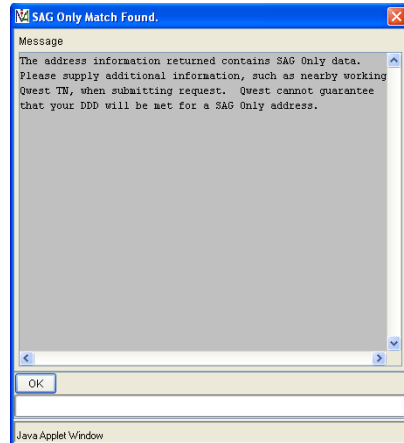 SAG Only Match Found.
Message
The address information returned contains SAG Only data.
Please supply additional information, such as nearby working
Qwest TN, when submitting request.  Qwest cannot guarantee
that your DDD will be met for a SAG Only address.
OK
Java Applet Window